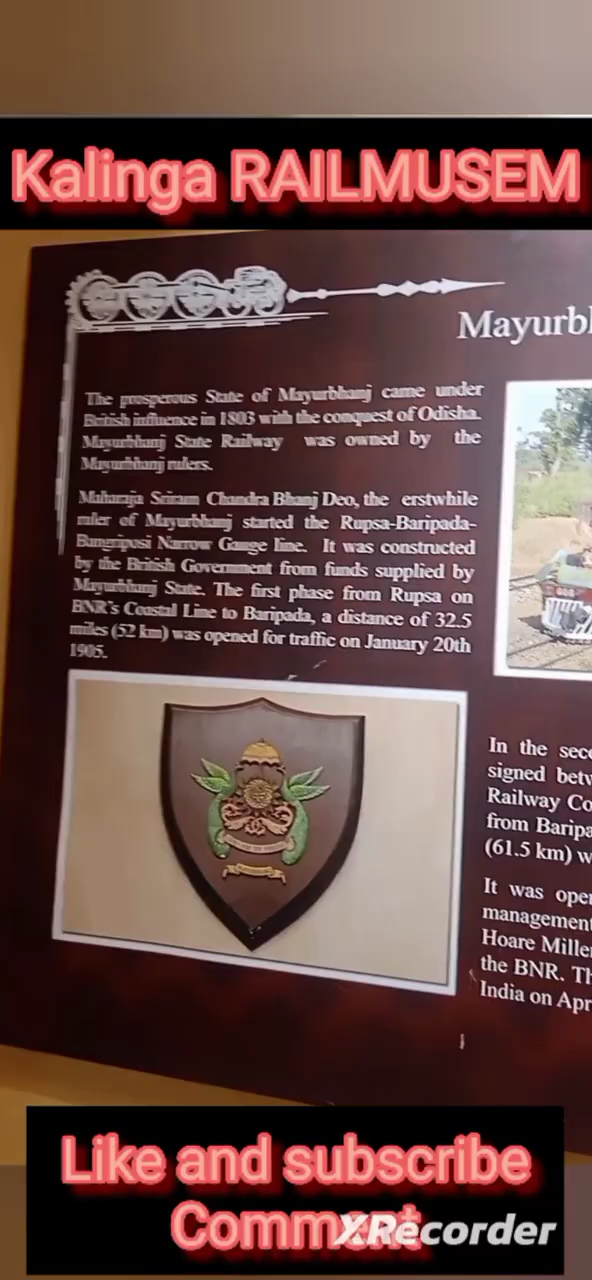 Kalinga RAILMUSEM
Mayurbl
The prosperous State of Mayurbhanj came under
British influence in 1803 with the conquest of Odisha.
Mayurbhanj State Railway was owned by the
Mayurbhanj rulers.
Maharaja Sriram Chandra Bhanj Deo, the erstwhile
ruler of Mayurbhanj started the Rupsa-Baripada-
Bangriposi Narrow Gauge line. It was constructed
by the British Government from funds supplied by
Mayurbhanj State. The first phase from Rupsa on
BNR's Coastal Line to Baripada, a distance of 32.5
miles (52 km) was opened for traffic on January 20th
1905.
In the seco
signed betw
Railway Co
from Baripa
(61.5 km) w
It was oper
management
Hoare Mille
the BNR. Th
India on Apr
Like and subscribe
Comment
XRecorder